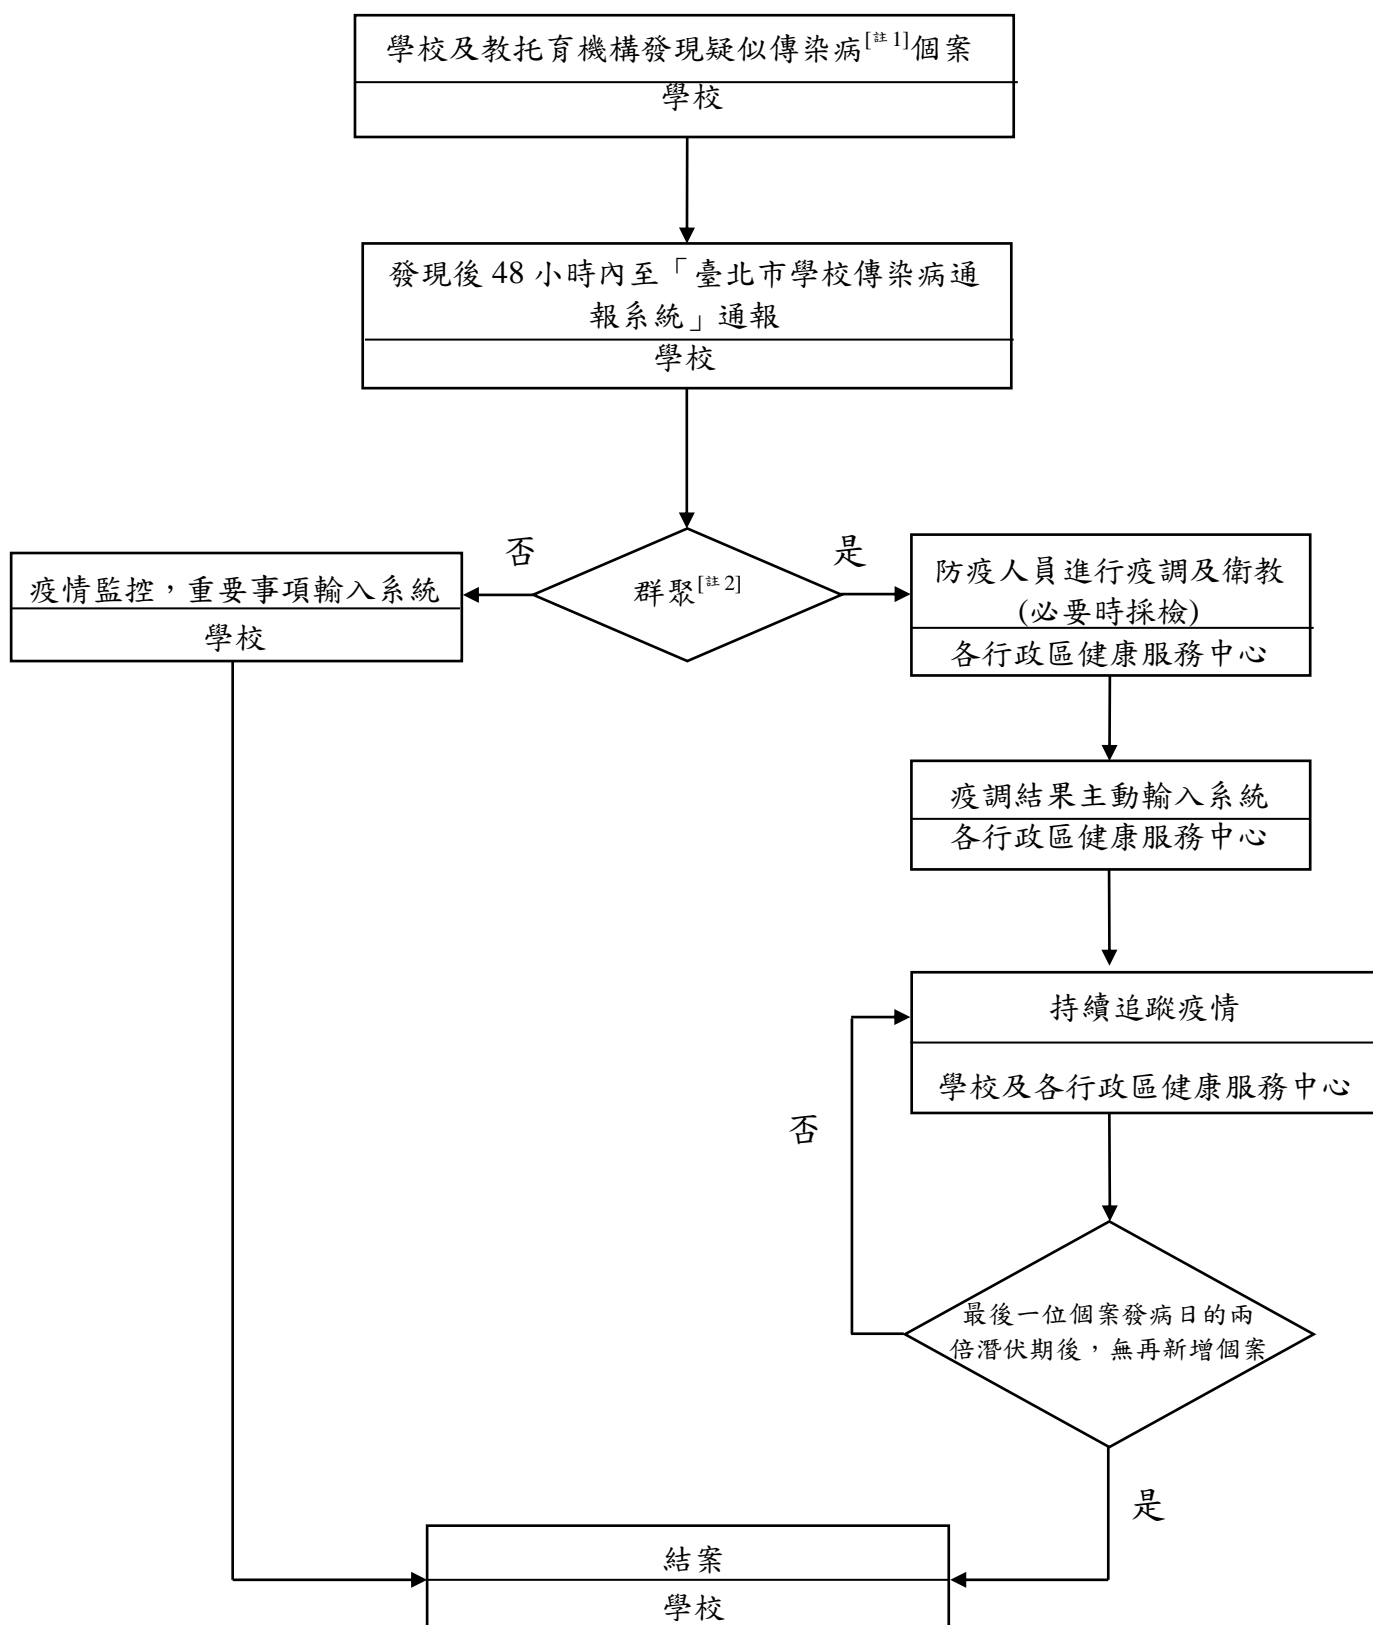 學校及教托育機構發現疑似傳染病[註 1]個案
學校
發現後 48 小時內至「臺北市學校傳染病通
報系統」通報
學校
否
是
群聚[註 2]
疫情監控，重要事項輸入系統
學校
防疫人員進行疫調及衛教
(必要時採檢)
各行政區健康服務中心
疫調結果主動輸入系統
各行政區健康服務中心
持續追蹤疫情
學校及各行政區健康服務中心
否
最後一位個案發病日的兩
倍潛伏期後，無再新增個案
是
結案
學校